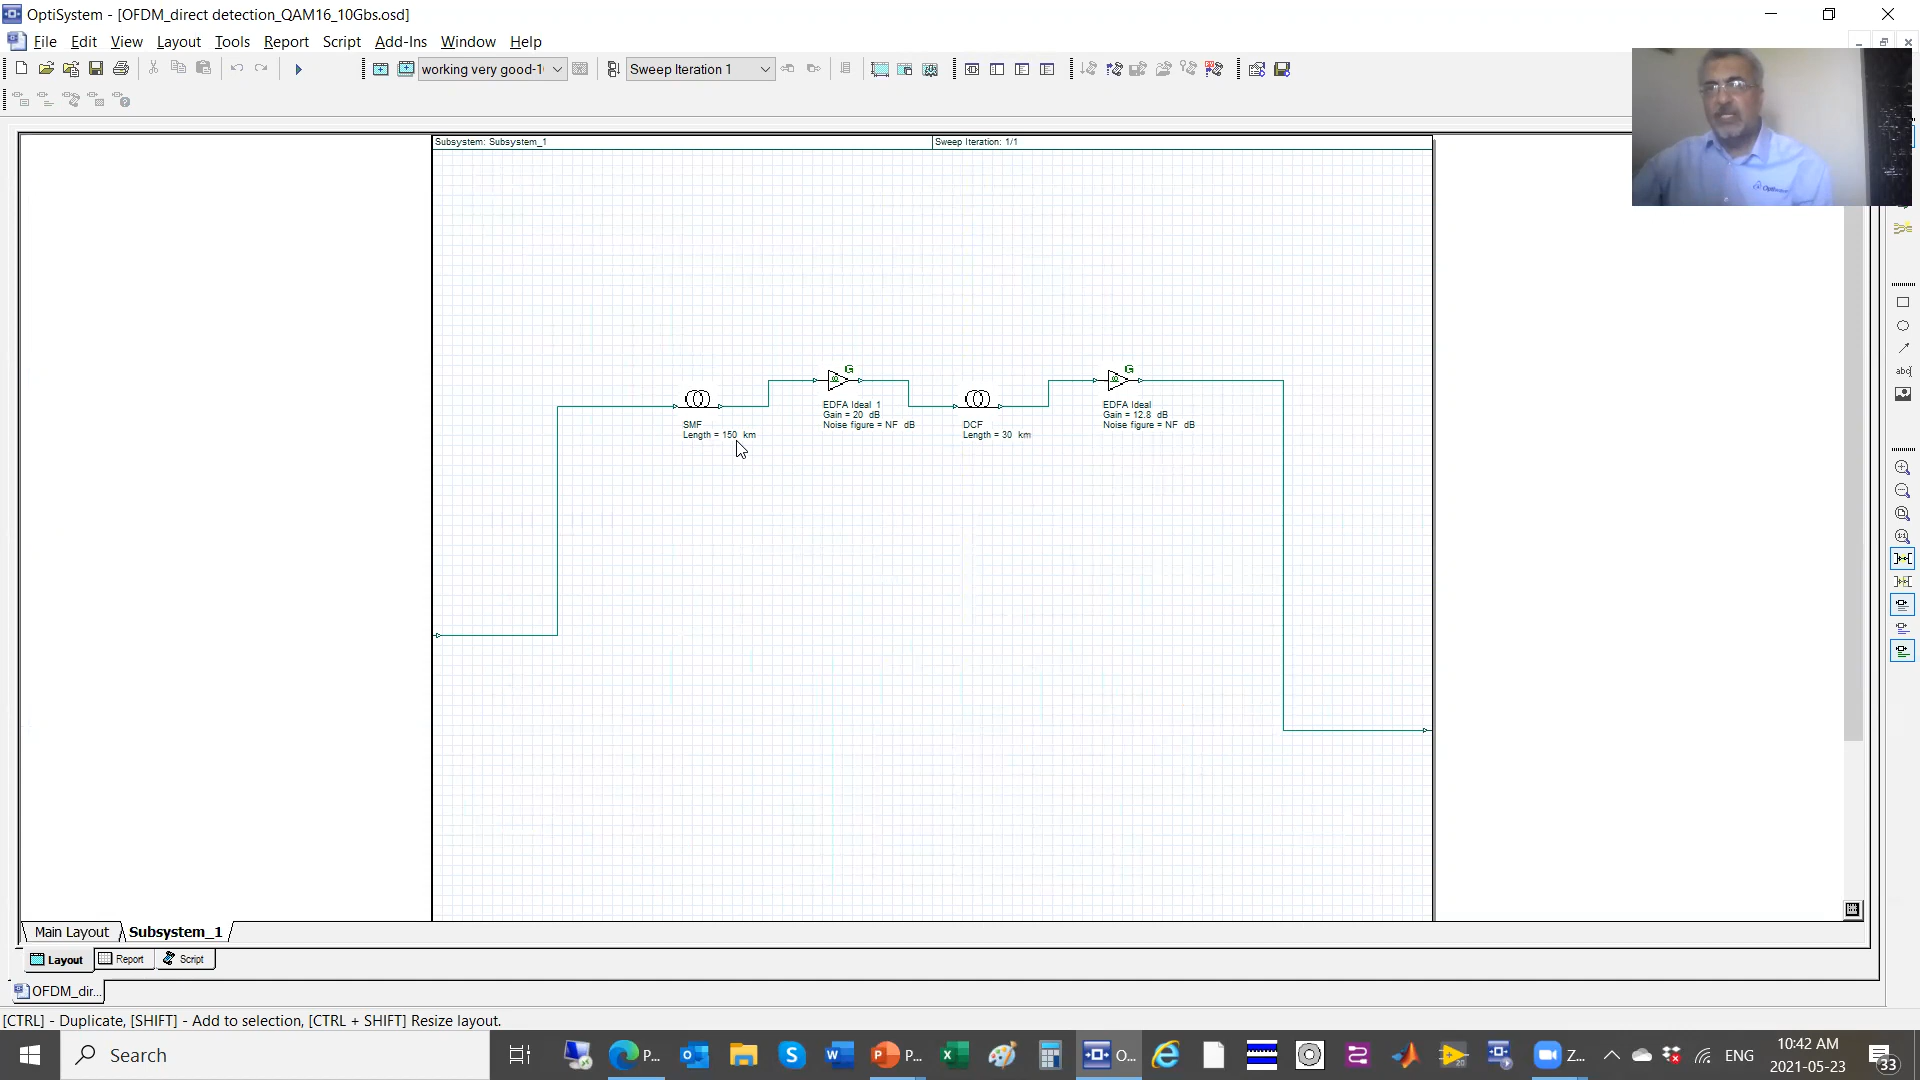 OptiSystem - [OFDM_direct detection_QAM16_10Gbs.osd]
File Edit View Layout Tools Report Script Add-Ins Window Help
working very good-1 Sweep Iteration 1
Subsystem: Subsystem_1 Sweep Iteration: 1/1
SMF
Length = 150 km
EDFA Ideal 1
Gain = 20 dB
Noise figure = NF dB
DCF
Length = 30 km
EDFA Ideal
Gain = 12.8 dB
Noise figure = NF dB
abc
Main Layout Subsystem_1
Layout Report Script
OFDM_dir...
[CTRL] - Duplicate, [SHIFT] - Add to selection, [CTRL + SHIFT] Resize layout.
Search P... P... O... Z... ENG 10:42 AM
2021-05-23
33